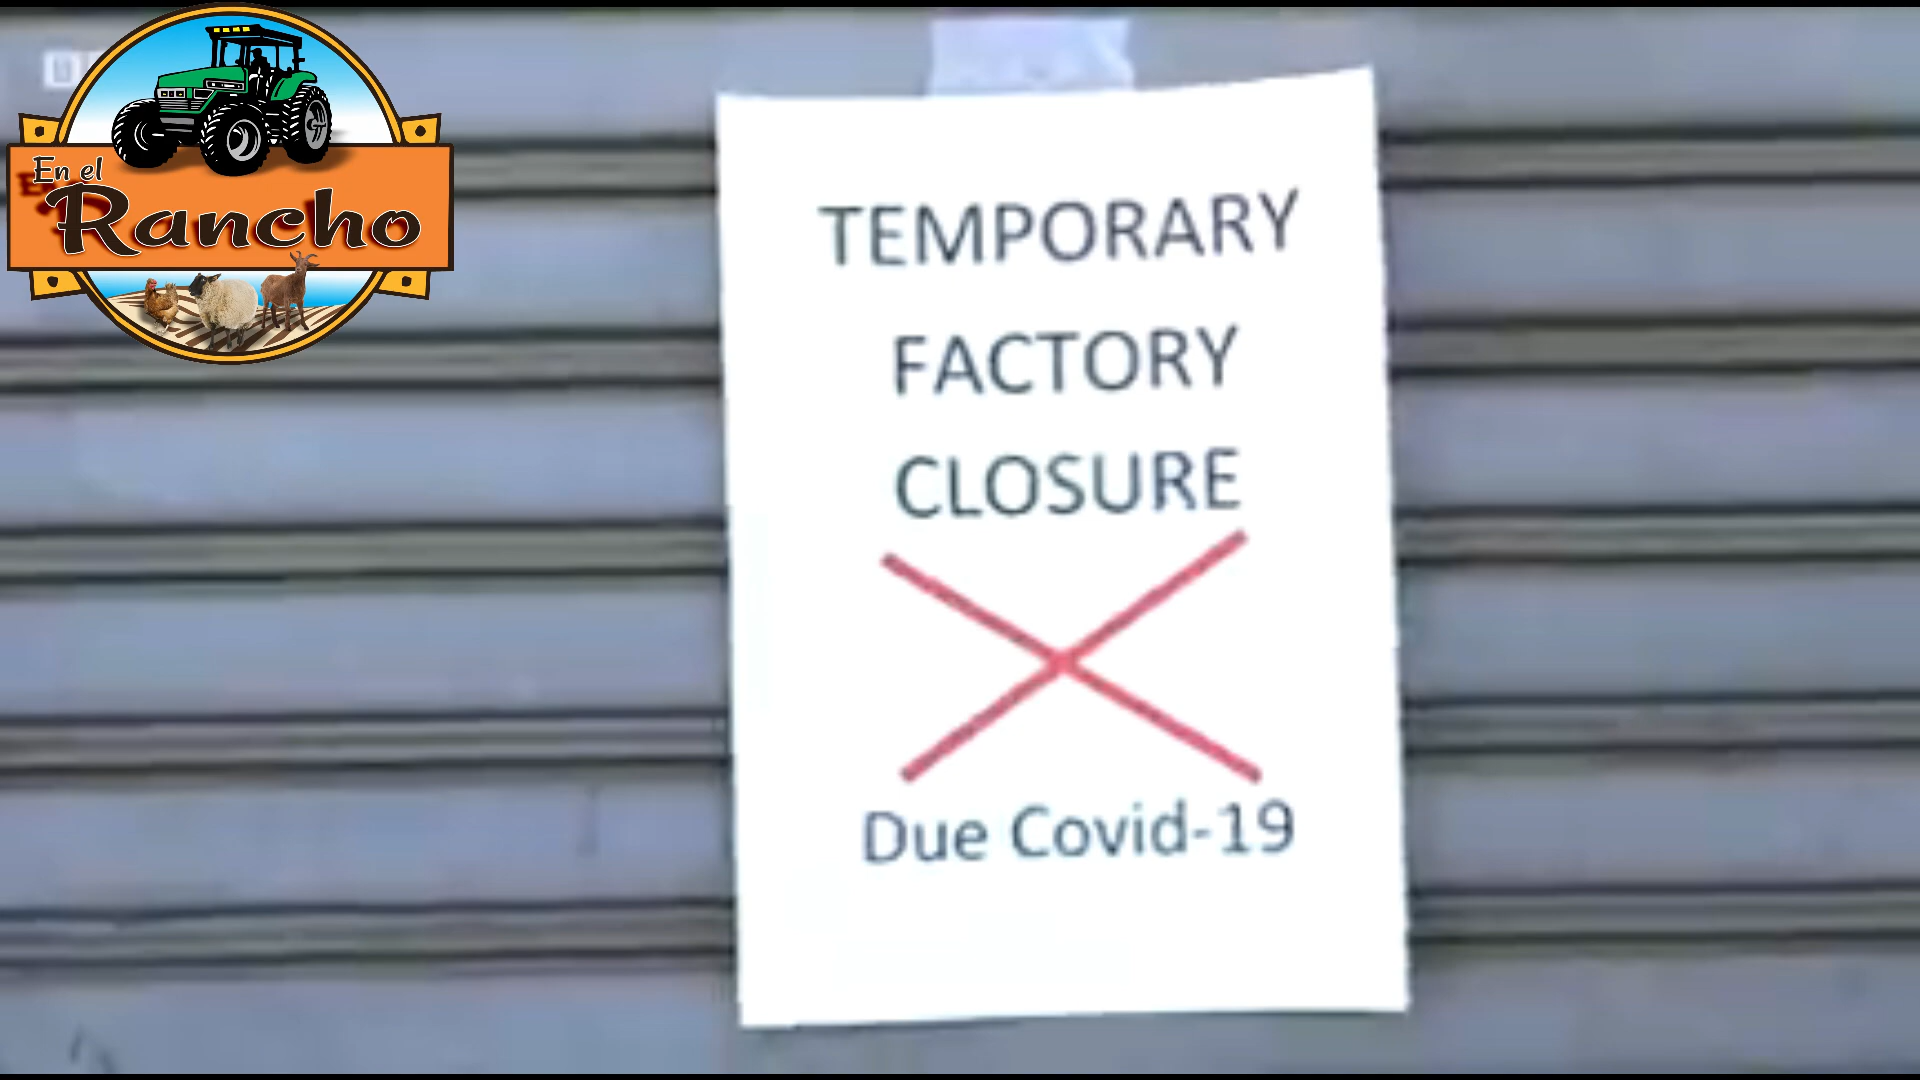 En el
Rancho
TEMPORARY
FACTORY
CLOSURE
Due Covid-19